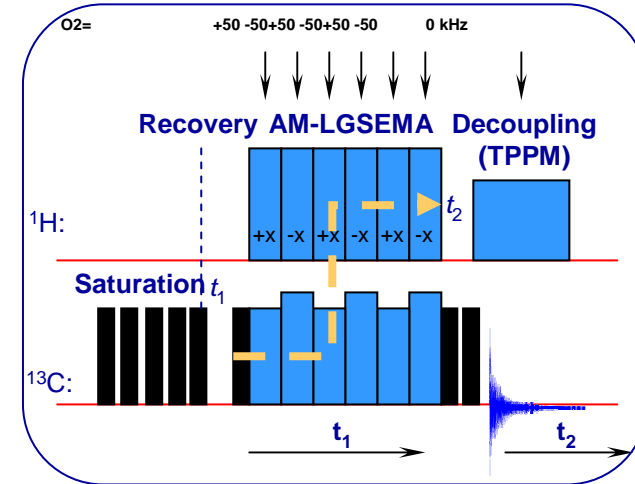 O2= +50 -50+50 -50+50 -50 0 kHz
Recovery AM-LGSEMA Decoupling
(TPPM)
t2
¹H:
+x -x +x -x +x -x
Saturation t1
¹³C:
t1 t2